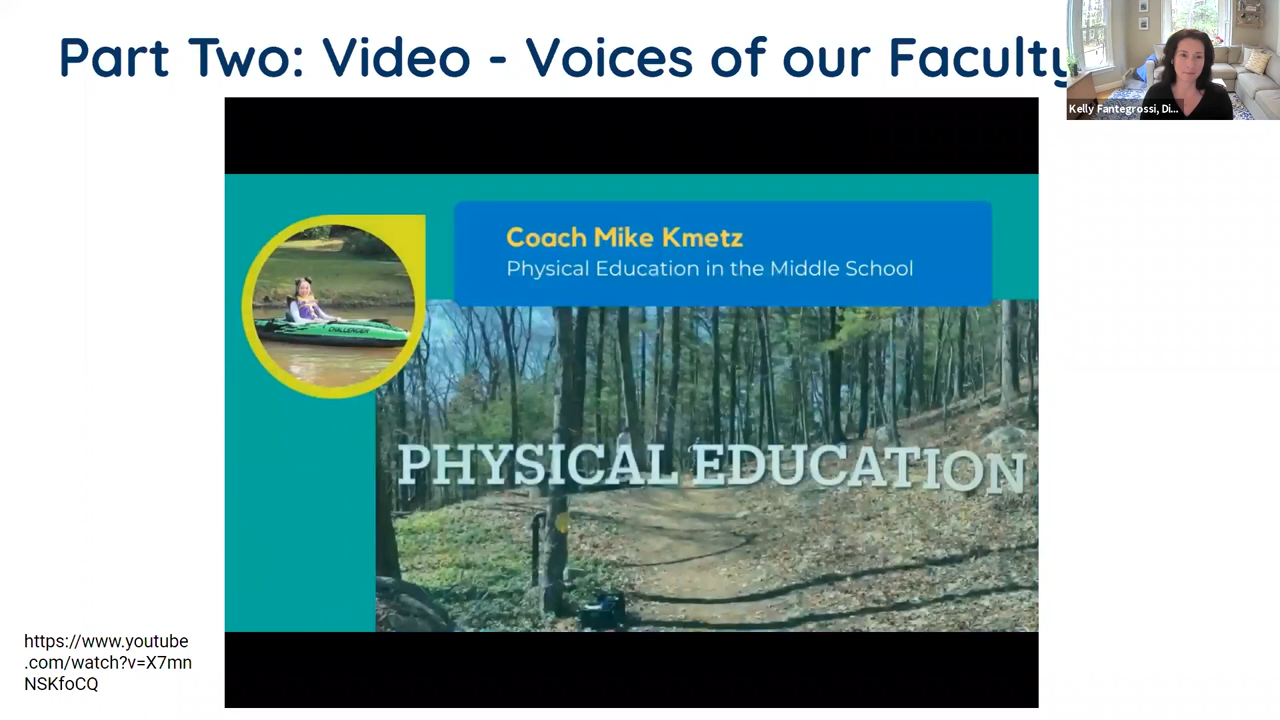 Part Two: Video - Voices of our Faculty
Kelly Fantegrossi, Di...
Coach Mike Kmetz
Physical Education in the Middle School
CHALLENGER
PHYSICAL EDUCATION
https://www.youtube
.com/watch?v=X7mn
NSKfoCQ